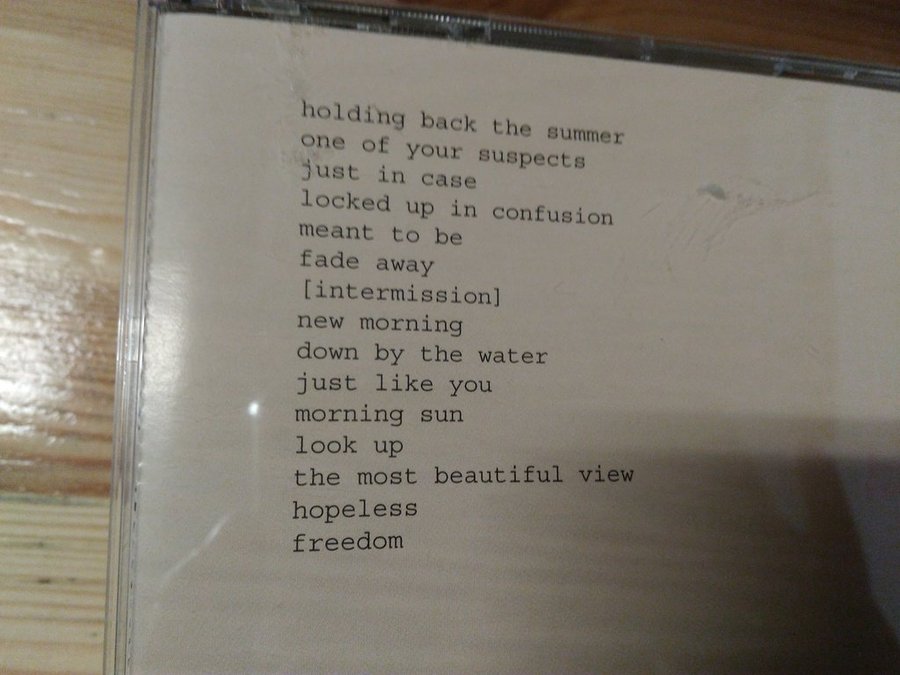 holding back the summer
one of your suspects
just in case
locked up in confusion
meant to be
fade away
[intermission]
new morning
down by the water
just like you
morning sun
look up
the most beautiful view
hopeless
freedom